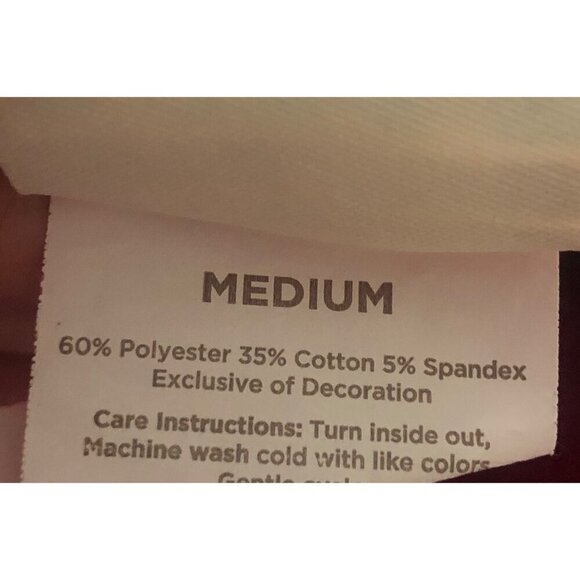 MEDIUM
60% Polyester 35% Cotton 5% Spandex
Exclusive of Decoration
Care Instructions: Turn inside out,
Machine wash cold with like colors
Gentle